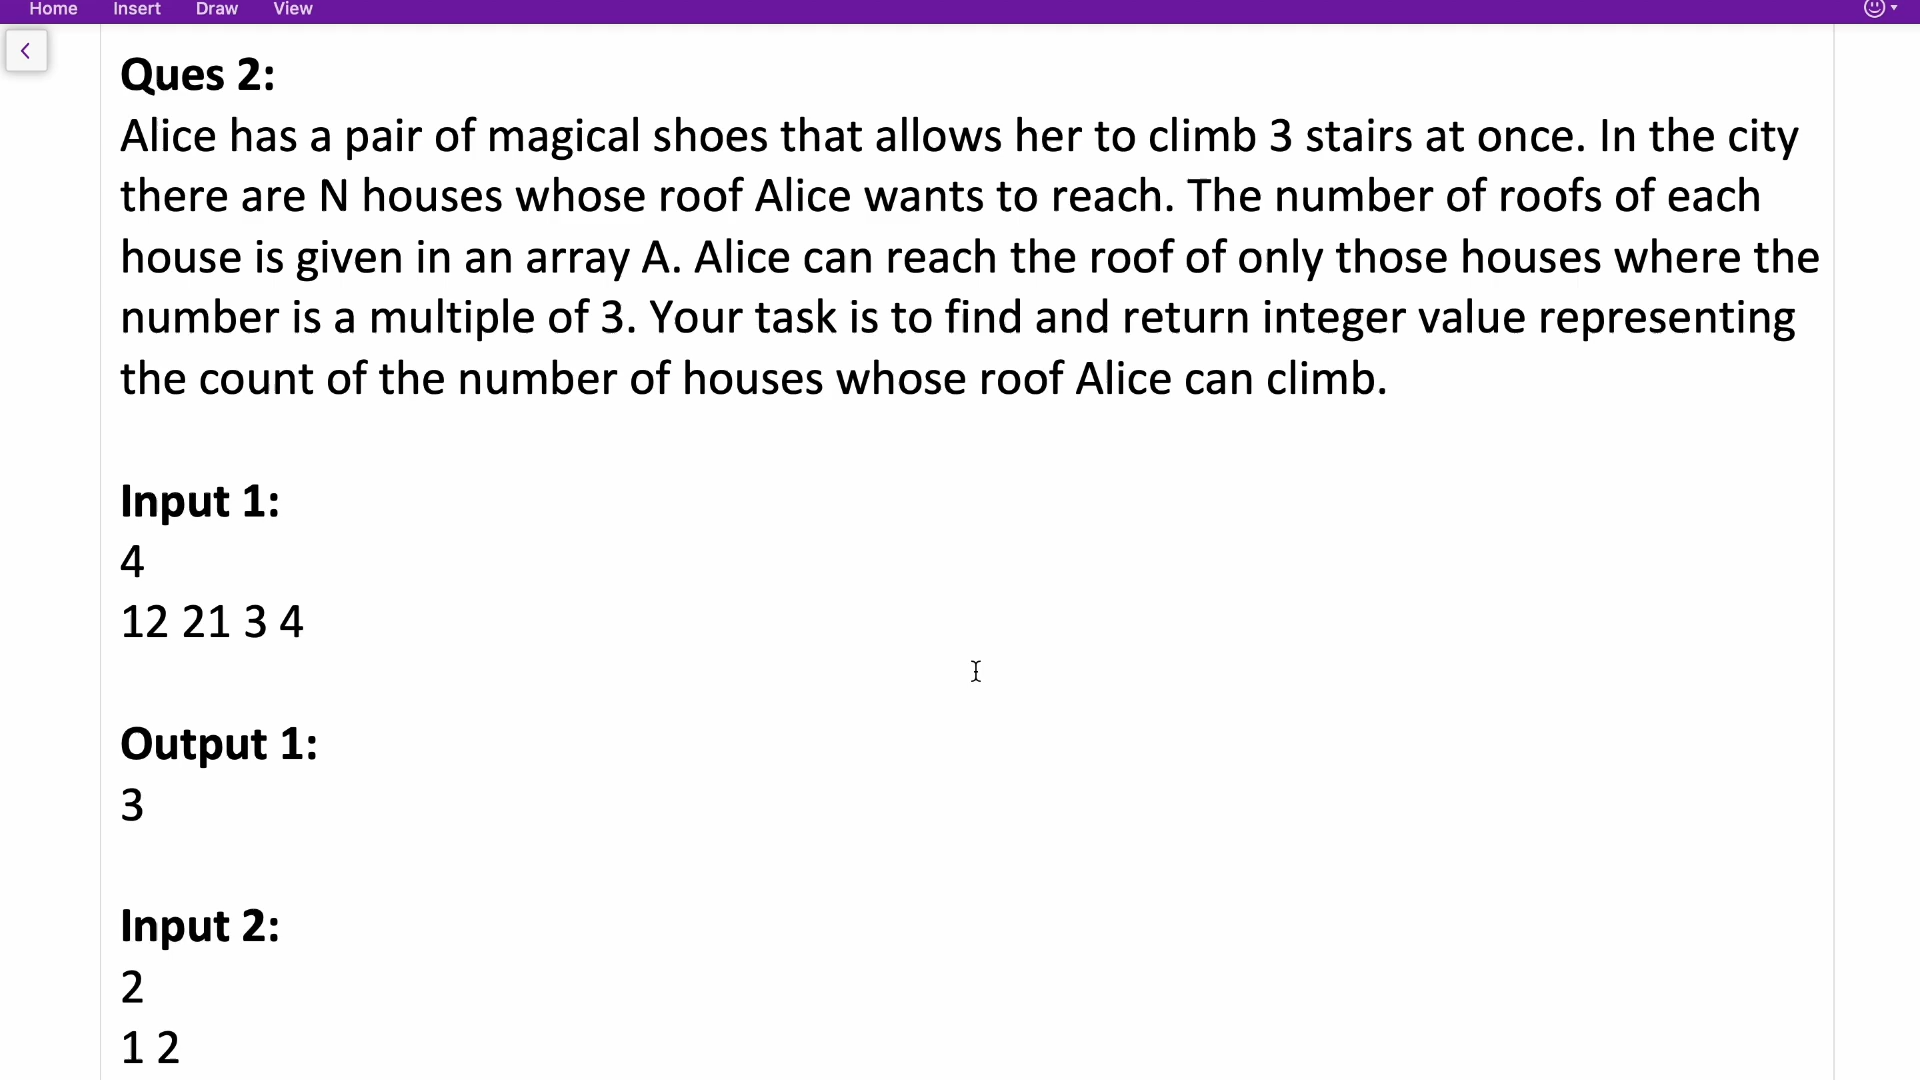 Home Insert Draw View
Ques 2:
Alice has a pair of magical shoes that allows her to climb 3 stairs at once. In the city
there are N houses whose roof Alice wants to reach. The number of roofs of each
house is given in an array A. Alice can reach the roof of only those houses where the
number is a multiple of 3. Your task is to find and return integer value representing
the count of the number of houses whose roof Alice can climb.
Input 1:
4
12 21 3 4
Output 1:
3
Input 2:
2
1 2